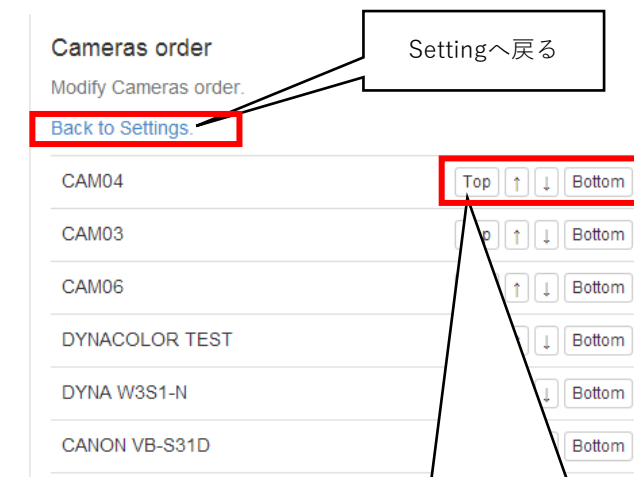 Cameras order
Settingへ戻る
Modify Cameras order.
Back to Settings.
CAM04 Top ↑ ↓ Bottom
CAM03 ↑ ↓ Bottom
CAM06 ↑ ↓ Bottom
DYNACOLOR TEST ↓ Bottom
DYNA W3S1-N ↓ Bottom
CANON VB-S31D Bottom